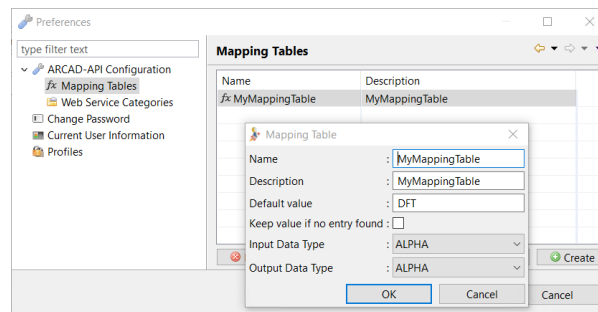 Preferences
type filter text
Mapping Tables
ARCAD-API Configuration
fx Mapping Tables
Web Service Categories
Change Password
Current User Information
Profiles
Name Description
fx MyMappingTable MyMappingTable
Mapping Table
Name : MyMappingTable
Description : MyMappingTable
Default value : DFT
Keep value if no entry found :
Input Data Type : ALPHA
Output Data Type : ALPHA
Create
OK Cancel
Cancel